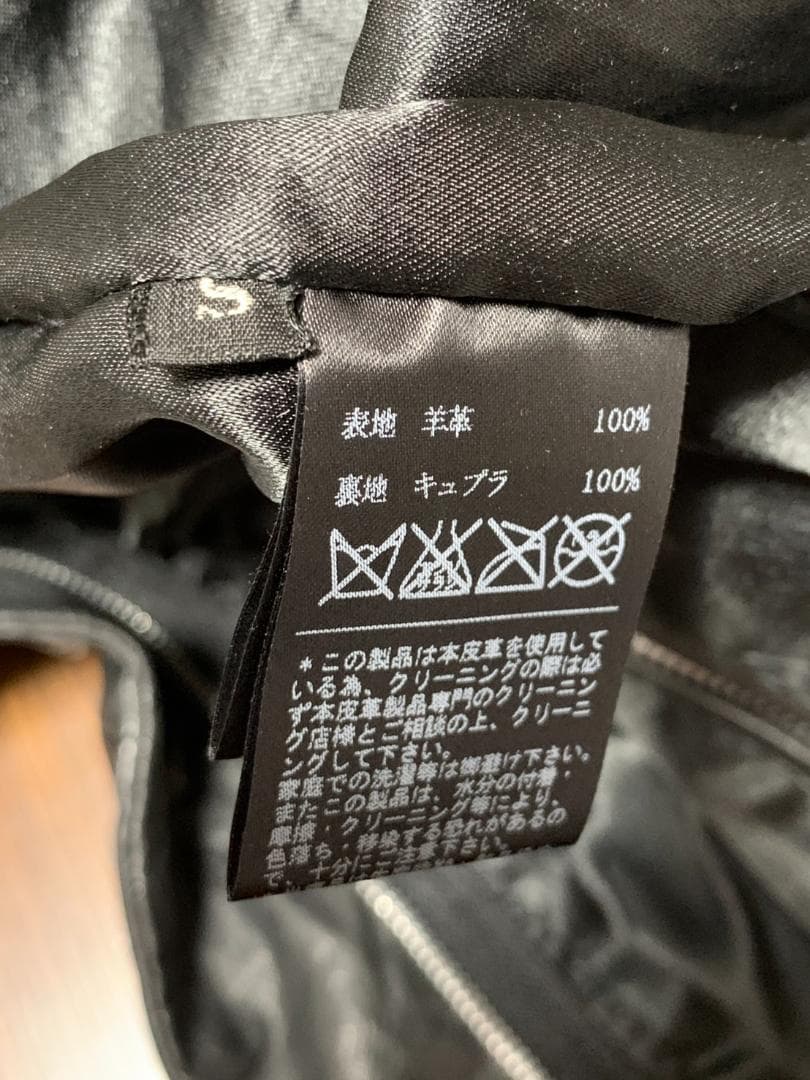 S
表地 羊革 100%
裏地 キュプラ 100%
*この製品は本皮革を使用して
いる為、クリーニングの際は必
ず本皮革製品専門のクリーニン
グ店様とご相談の上、クリーニ
ングして下さい。
家庭での洗濯等は御避け下さい。
またこの製品は、水分の付着・
摩擦・クリーニング等により、
色落ち・移染する恐れがあるの
で、十分にご注意下さい。